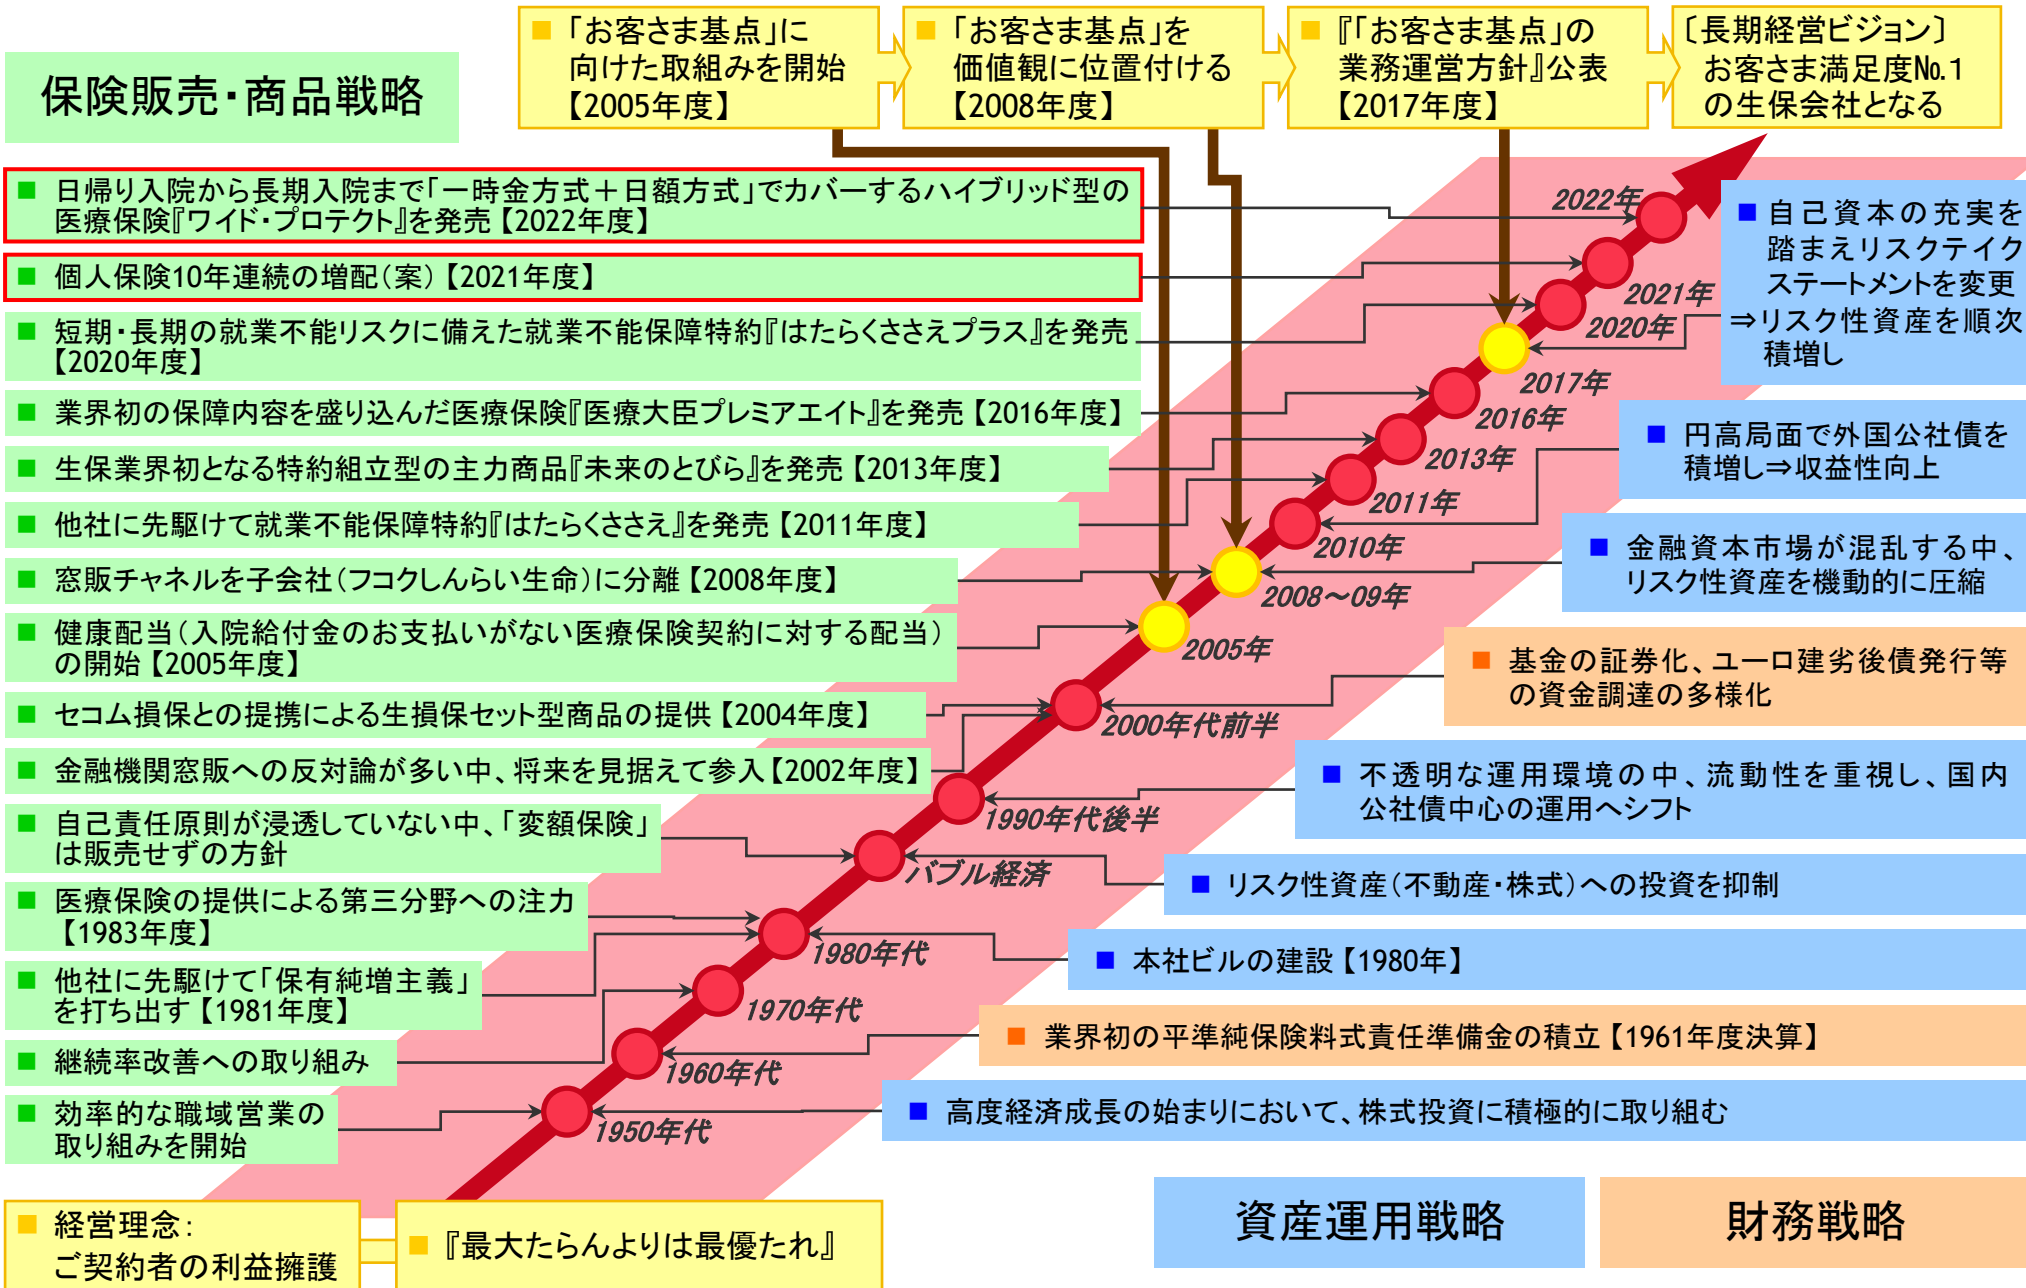 「お客さま基点」に
向けた取組みを開始
【2005年度】
「お客さま基点」を
価値観に位置付ける
【2008年度】
『「お客さま基点」の
業務運営方針』公表
【2017年度】
〔長期経営ビジョン〕
お客さま満足度№1
の生保会社となる
保険販売・商品戦略
日帰り入院から長期入院まで「一時金方式＋日額方式」でカバーするハイブリッド型の
医療保険『ワイド・プロテクト』を発売【2022年度】
個人保険10年連続の増配（案）【2021年度】
短期・長期の就業不能リスクに備えた就業不能保障特約『はたらくささえプラス』を発売
【2020年度】
業界初の保障内容を盛り込んだ医療保険『医療大臣プレミアエイト』を発売【2016年度】
生保業界初となる特約組立型の主力商品『未来のとびら』を発売【2013年度】
他社に先駆けて就業不能保障特約『はたらくささえ』を発売【2011年度】
窓販チャネルを子会社（フコクしんらい生命）に分離【2008年度】
健康配当（入院給付金のお支払いがない医療保険契約に対する配当）
の開始【2005年度】
セコム損保との提携による生損保セット型商品の提供【2004年度】
金融機関窓販への反対論が多い中、将来を見据えて参入【2002年度】
自己責任原則が浸透していない中、「変額保険」
は販売せずの方針
医療保険の提供による第三分野への注力
【1983年度】
他社に先駆けて「保有純増主義」
を打ち出す【1981年度】
継続率改善への取り組み
効率的な職域営業の
取り組みを開始
2022年
2021年
2020年
2017年
2016年
2013年
2011年
2010年
2008～09年
2005年
2000年代前半
1990年代後半
バブル経済
1980年代
1970年代
1960年代
1950年代
自己資本の充実を
踏まえリスクテイク
ステートメントを変更
⇒リスク性資産を順次
積増し
円高局面で外国公社債を
積増し⇒収益性向上
金融資本市場が混乱する中、
リスク性資産を機動的に圧縮
基金の証券化、ユーロ建劣後債発行等
の資金調達の多様化
不透明な運用環境の中、流動性を重視し、国内
公社債中心の運用へシフト
リスク性資産（不動産・株式）への投資を抑制
本社ビルの建設【1980年】
業界初の平準純保険料式責任準備金の積立【1961年度決算】
高度経済成長の始まりにおいて、株式投資に積極的に取り組む
経営理念：
ご契約者の利益擁護
『最大たらんよりは最優たれ』
資産運用戦略
財務戦略